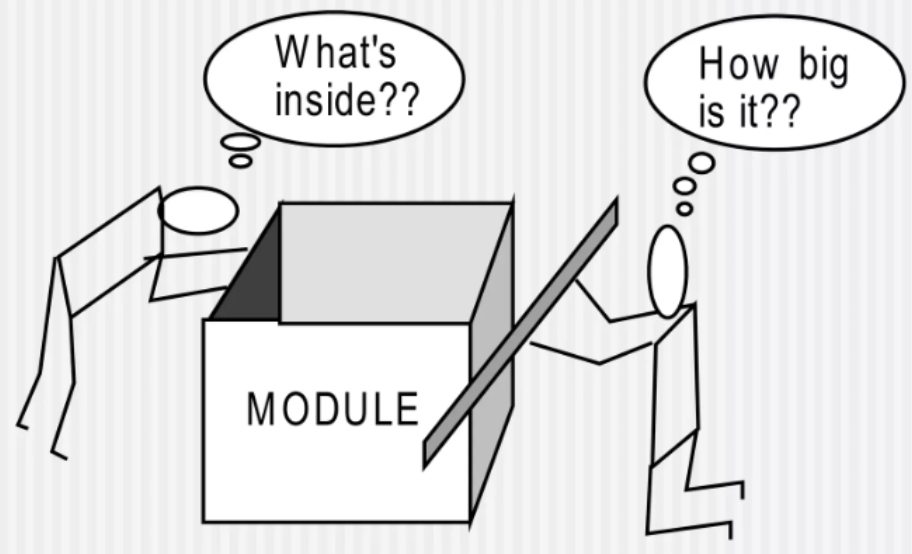 What's
inside??
How big
is it??
MODULE